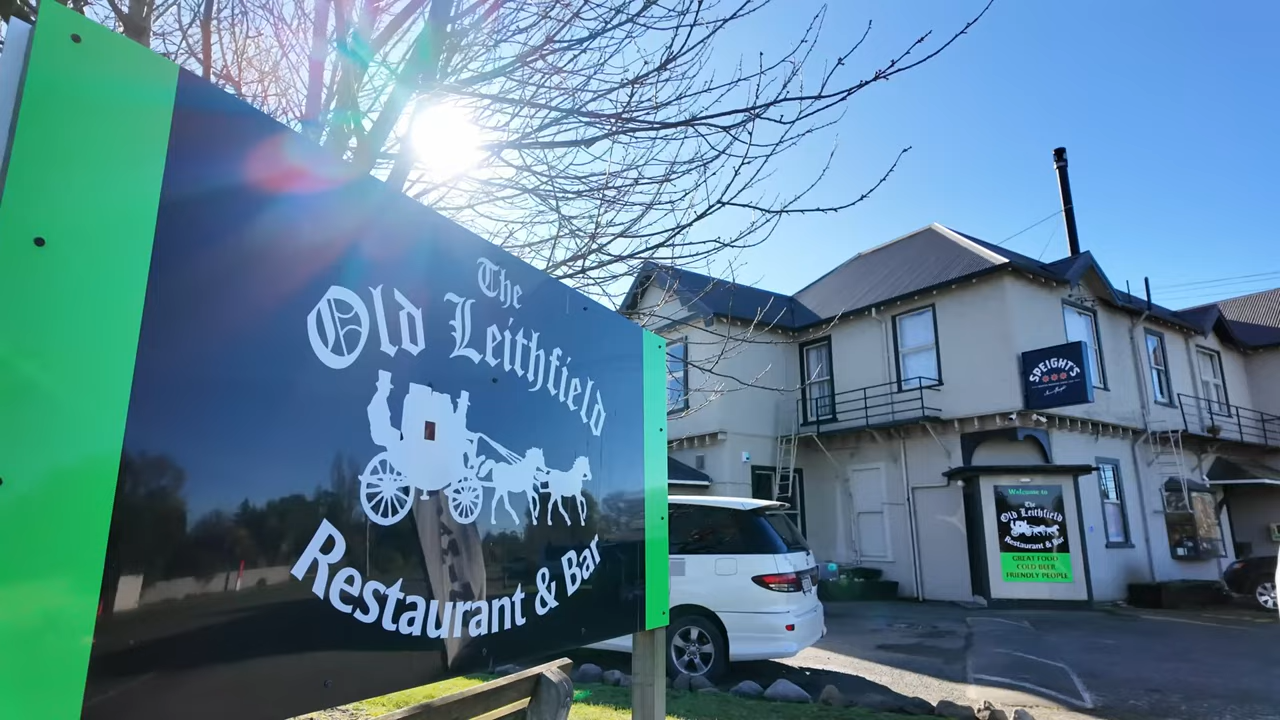 The
Old Leithfield
Restaurant & Bar
SPEIGHT'S
Welcome to
The
Old Leithfield
Restaurant & Bar
GREAT FOOD
COLD BEER
FRIENDLY PEOPLE